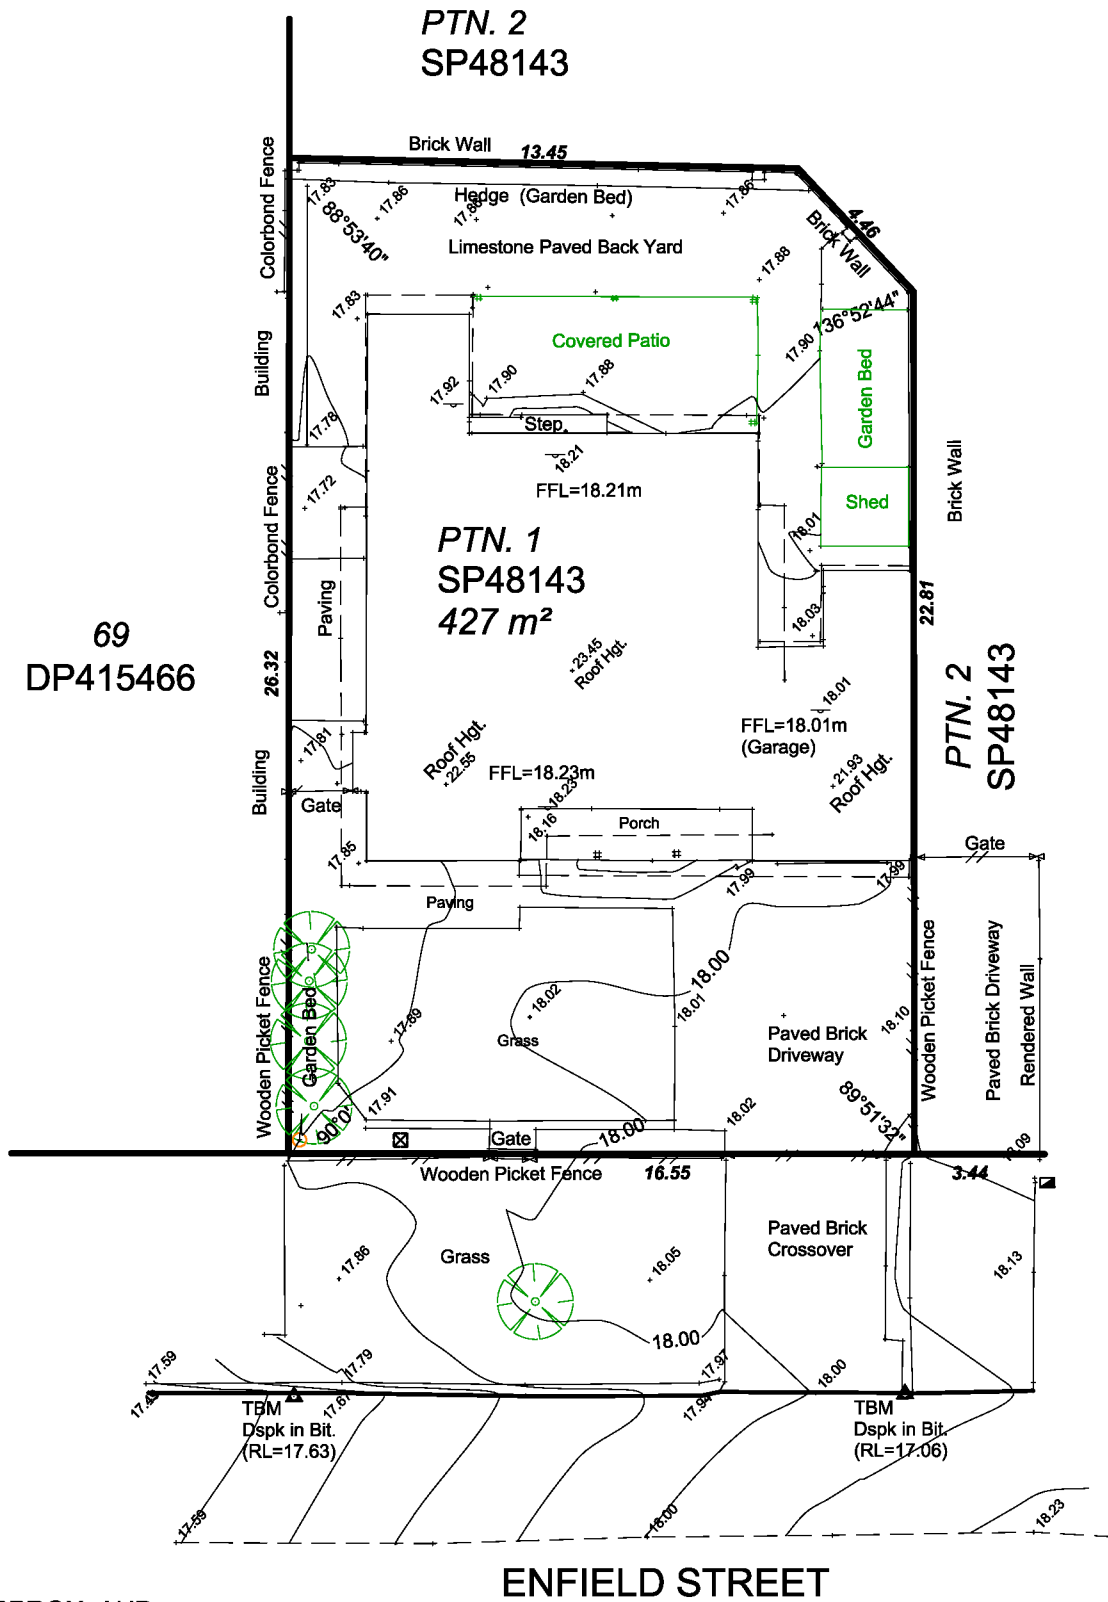 PTN. 2
SP48143
Brick Wall
13.45
Colorbond Fence
17.83
17.86
17.86
Hedge (Garden Bed)
17.86
88°53'40"
4.46
Brick Wall
Limestone Paved Back Yard
17.88
17.83
136°52'44"
Building
Covered Patio
17.90
17.92
17.90
17.88
Garden Bed
17.78
Step
18.21
Brick Wall
FFL=18.21m
17.72
Colorbond Fence
Shed
18.01
PTN. 1
SP48143
427 m²
Paving
18.03
22.81
69
DP415466
26.32
23.45
Roof Hgt.
PTN. 2
SP48143
18.01
FFL=18.01m
(Garage)
17.81
Roof Hgt.
22.55
FFL=18.23m
21.93
Roof Hgt.
Building
Gate
18.23
18.16
Porch
17.85
Gate
17.99
17.99
Paving
18.00
Wooden Picket Fence
Garden Bed
17.89
18.02
Grass
18.01
Paved Brick
Driveway
18.10
Wooden Picket Fence
Paved Brick Driveway
Rendered Wall
17.91
90°0'
18.02
89°51'32"
Gate
18.00
Wooden Picket Fence
16.55
3.44
Paved Brick
Crossover
Grass
17.86
18.05
18.13
18.00
17.59
17.79
17.97
18.00
17.67
17.94
TBM
Dspk in Bit.
(RL=17.63)
TBM
Dspk in Bit.
(RL=17.06)
17.59
18.00
18.23
ENFIELD STREET